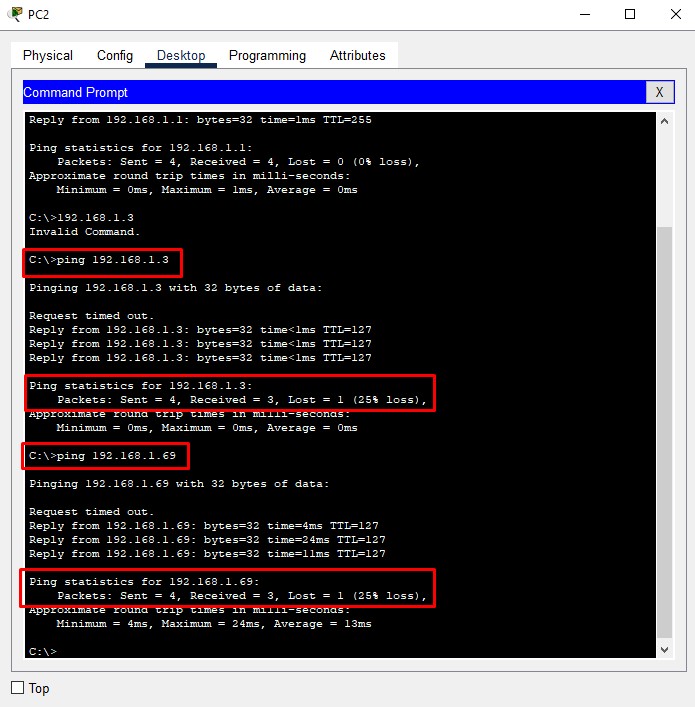 PC2
Physical Config Desktop Programming Attributes
Command Prompt X
Reply from 192.168.1.1: bytes=32 time=1ms TTL=255
Ping statistics for 192.168.1.1:
Packets: Sent = 4, Received = 4, Lost = 0 (0% loss),
Approximate round trip times in milli-seconds:
Minimum = 0ms, Maximum = 1ms, Average = 0ms
C:\>192.168.1.3
Invalid Command.
C:\>ping 192.168.1.3
Pinging 192.168.1.3 with 32 bytes of data:
Request timed out.
Reply from 192.168.1.3: bytes=32 time<1ms TTL=127
Reply from 192.168.1.3: bytes=32 time<1ms TTL=127
Reply from 192.168.1.3: bytes=32 time<1ms TTL=127
Ping statistics for 192.168.1.3:
Packets: Sent = 4, Received = 3, Lost = 1 (25% loss),
Approximate round trip times in milli-seconds:
Minimum = 0ms, Maximum = 0ms, Average = 0ms
C:\>ping 192.168.1.69
Pinging 192.168.1.69 with 32 bytes of data:
Request timed out.
Reply from 192.168.1.69: bytes=32 time=4ms TTL=127
Reply from 192.168.1.69: bytes=32 time=24ms TTL=127
Reply from 192.168.1.69: bytes=32 time=11ms TTL=127
Ping statistics for 192.168.1.69:
Packets: Sent = 4, Received = 3, Lost = 1 (25% loss),
Approximate round trip times in milli-seconds:
Minimum = 4ms, Maximum = 24ms, Average = 13ms
C:\>
Top